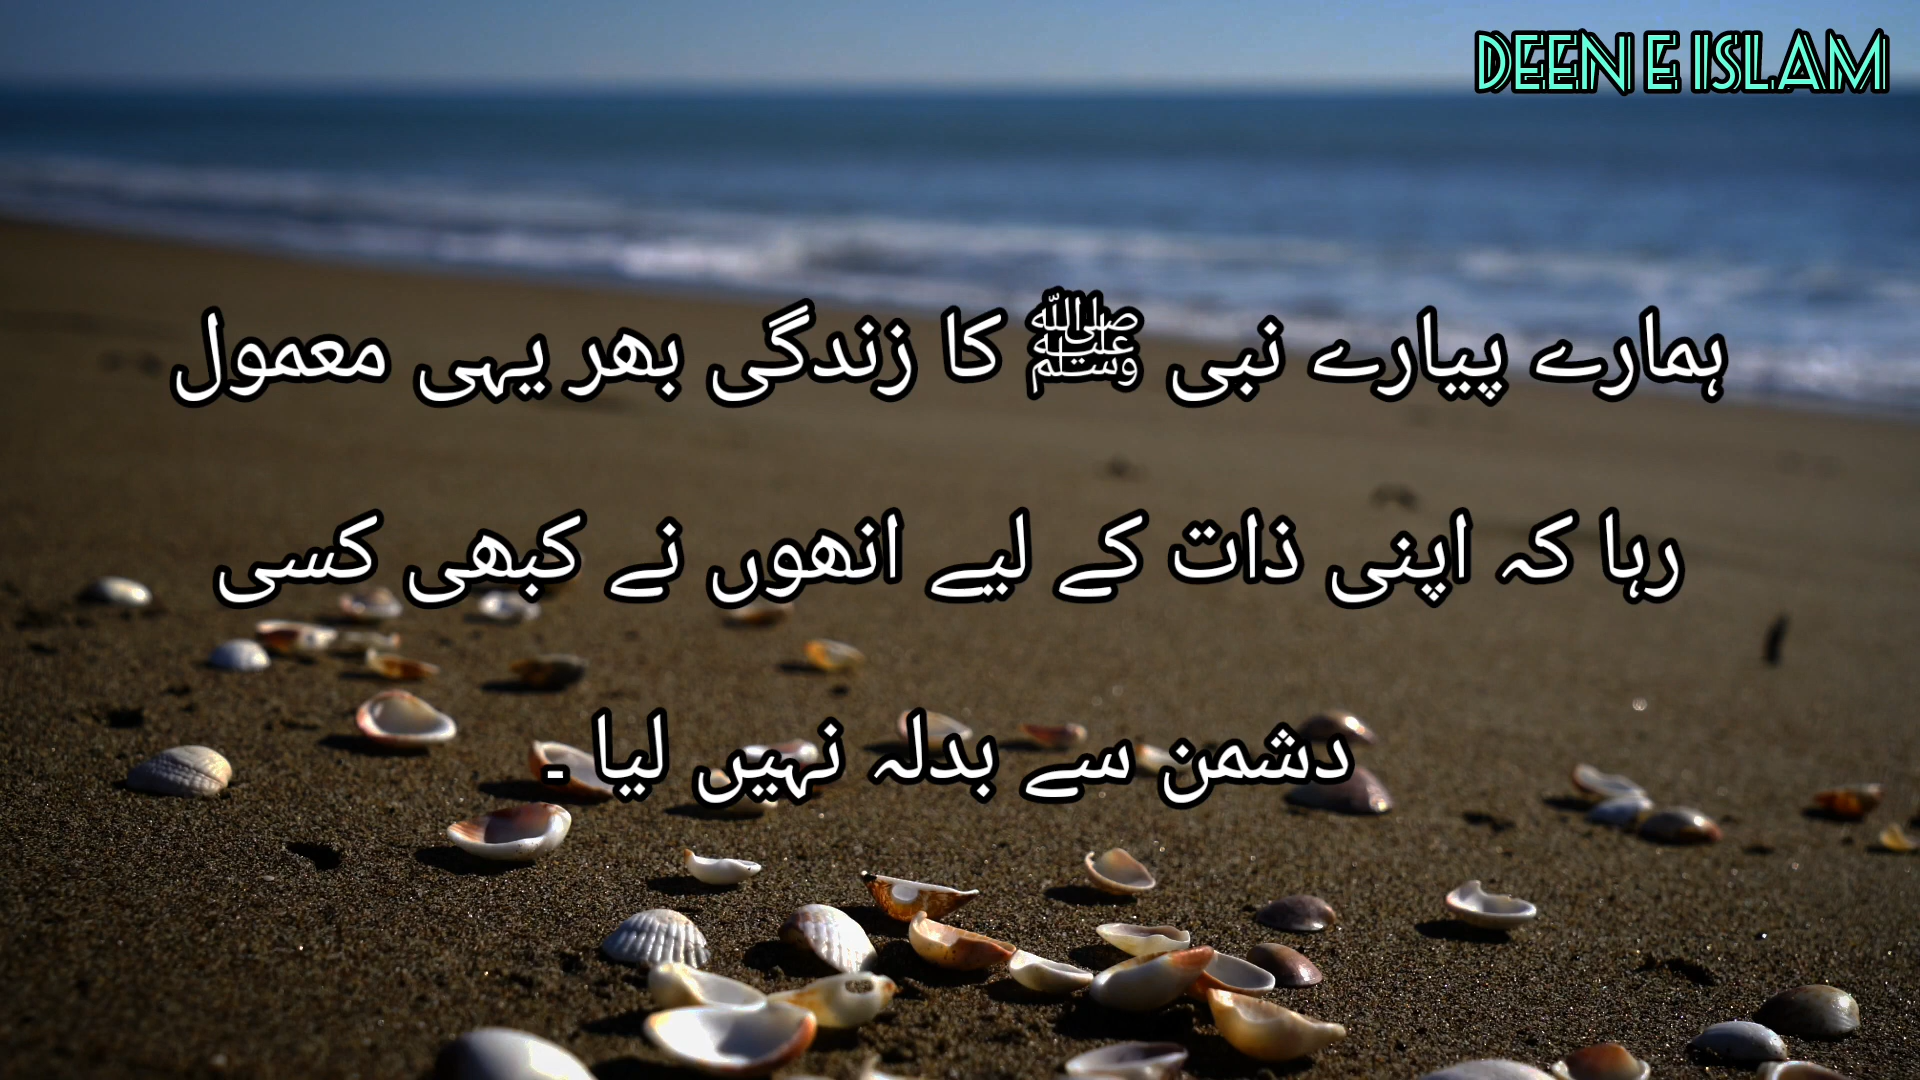 DEEN E ISLAM
ہمارے پیارے نبی ﷺ کا زندگی بھر یہی معمول
رہا کہ اپنی ذات کے لیے انھوں نے کبھی کسی
دشمن سے بدلہ نہیں لیا ۔